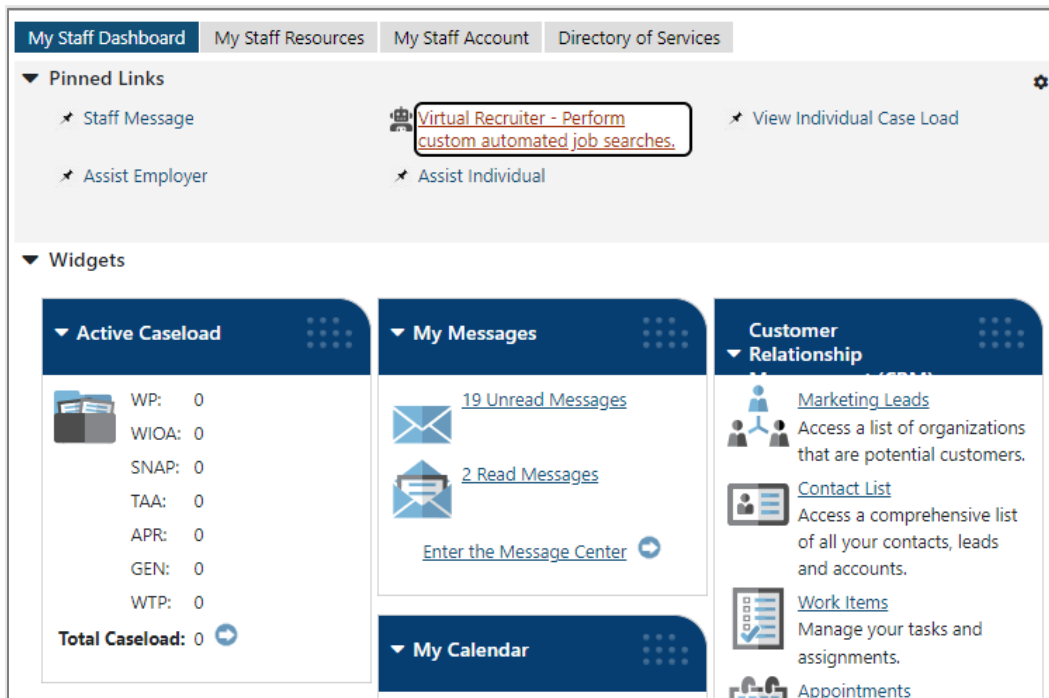 My Staff Dashboard My Staff Resources My Staff Account Directory of Services
Pinned Links
Staff Message
Virtual Recruiter - Perform
custom automated job searches.
View Individual Case Load
Assist Employer
Assist Individual
Widgets
Active Caseload
WP: 0
WIOA: 0
SNAP: 0
TAA: 0
APR: 0
GEN: 0
WTP: 0
Total Caseload: 0
My Messages
19 Unread Messages
2 Read Messages
Enter the Message Center
My Calendar
Customer
Relationship
Management (CRM)
Marketing Leads
Access a list of organizations
that are potential customers.
Contact List
Access a comprehensive list
of all your contacts, leads
and accounts.
Work Items
Manage your tasks and
assignments.
Appointments